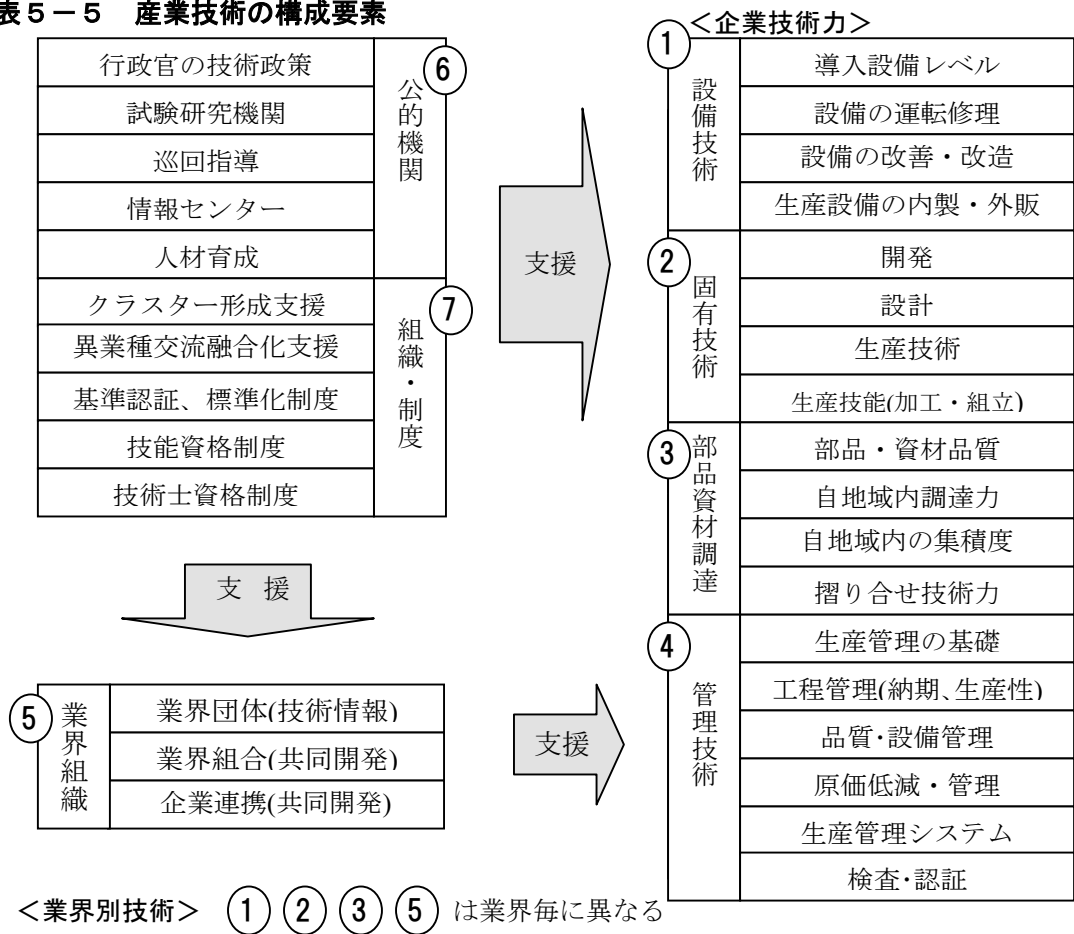 表５－５　産業技術の構成要素
行政官の技術政策
試験研究機関
巡回指導
情報センター
人材育成
⑥
公的機関
クラスター形成支援
異業種交流融合化支援
基準認証、標準化制度
技能資格制度
技術士資格制度
⑦
組織・制度
支援
支　援
⑤
業界組織
業界団体(技術情報)
業界組合(共同開発)
企業連携(共同開発)
支援
＜企業技術力＞
①
設備技術
導入設備レベル
設備の運転修理
設備の改善・改造
生産設備の内製・外販
②
固有技術
開発
設計
生産技術
生産技能(加工・組立)
③
部品資材調達
部品・資材品質
自地域内調達力
自地域内の集積度
摺り合せ技術力
④
管理技術
生産管理の基礎
工程管理(納期、生産性)
品質・設備管理
原価低減・管理
生産管理システム
検査・認証
＜業界別技術＞　①②③⑤は業界毎に異なる